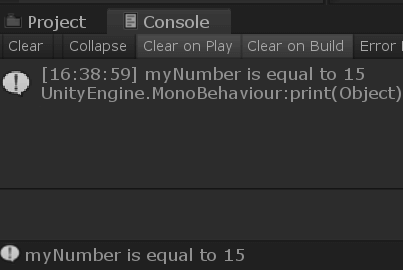 Project Console
Clear Collapse Clear on Play Clear on Build Error
[16:38:59] myNumber is equal to 15
UnityEngine.MonoBehaviour:print(Object)
myNumber is equal to 15